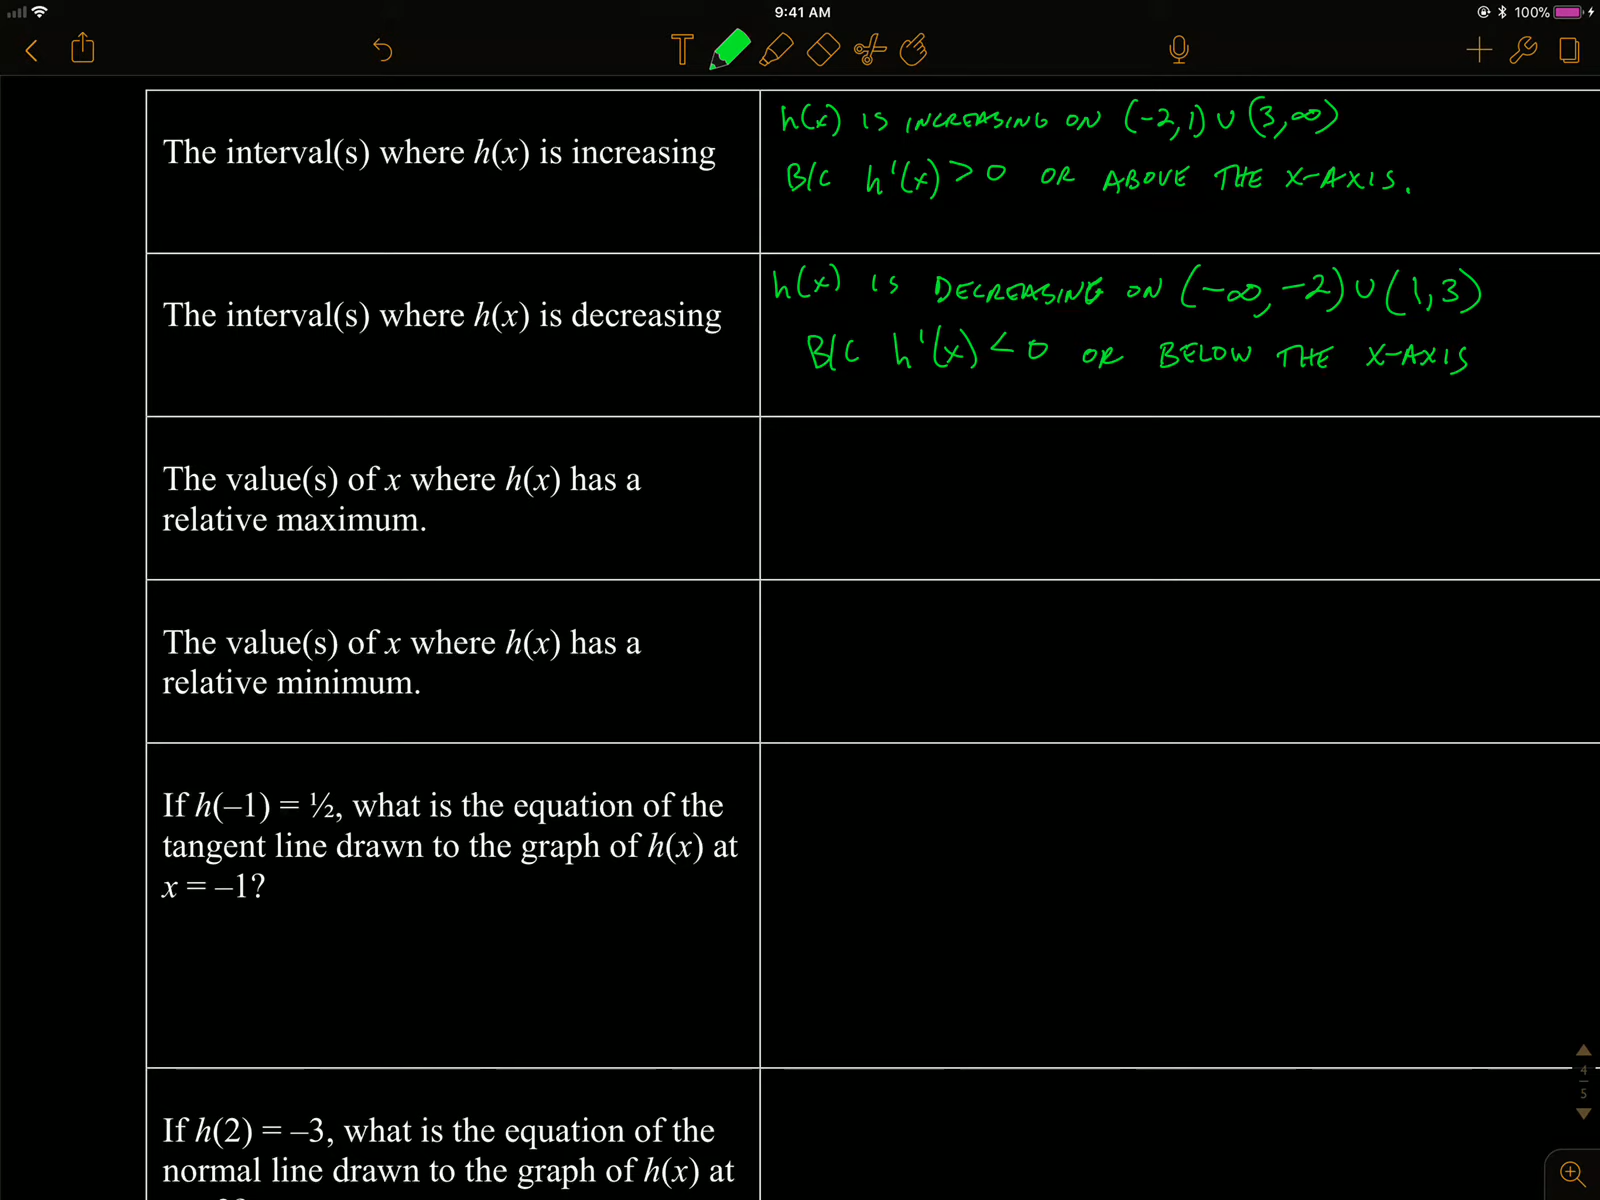 9:41 AM
100%
T
The interval(s) where h(x) is increasing
h(x) IS INCREASING ON (-2,1) ∪ (3,∞)
B/C h'(x) > 0 OR ABOVE THE X-AXIS.
The interval(s) where h(x) is decreasing
h(x) IS DECREASING ON (-∞,-2) ∪ (1,3)
B/C h'(x) < 0 OR BELOW THE X-AXIS
The value(s) of x where h(x) has a
relative maximum.
The value(s) of x where h(x) has a
relative minimum.
If h(–1) = ½, what is the equation of the
tangent line drawn to the graph of h(x) at
x = –1?
4
5
If h(2) = –3, what is the equation of the
normal line drawn to the graph of h(x) at